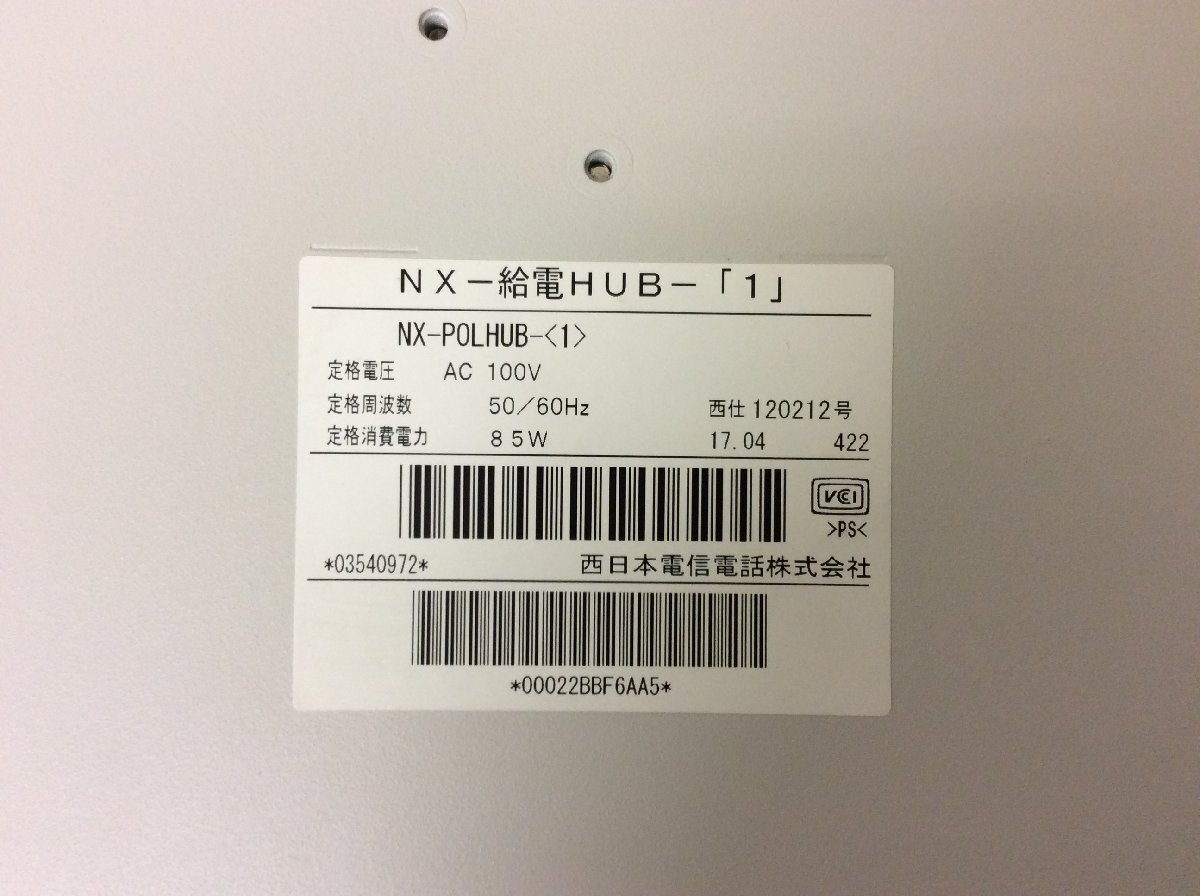 NX-給電HUB-「1」
NX-POLHUB-<1>
定格電圧 AC 100V
定格周波数 50/60Hz 西仕 120212号
定格消費電力 85W 17.04 422
VCCI
>PS<
*03540972* 西日本電信電話株式会社
*00022BBF6AA5*